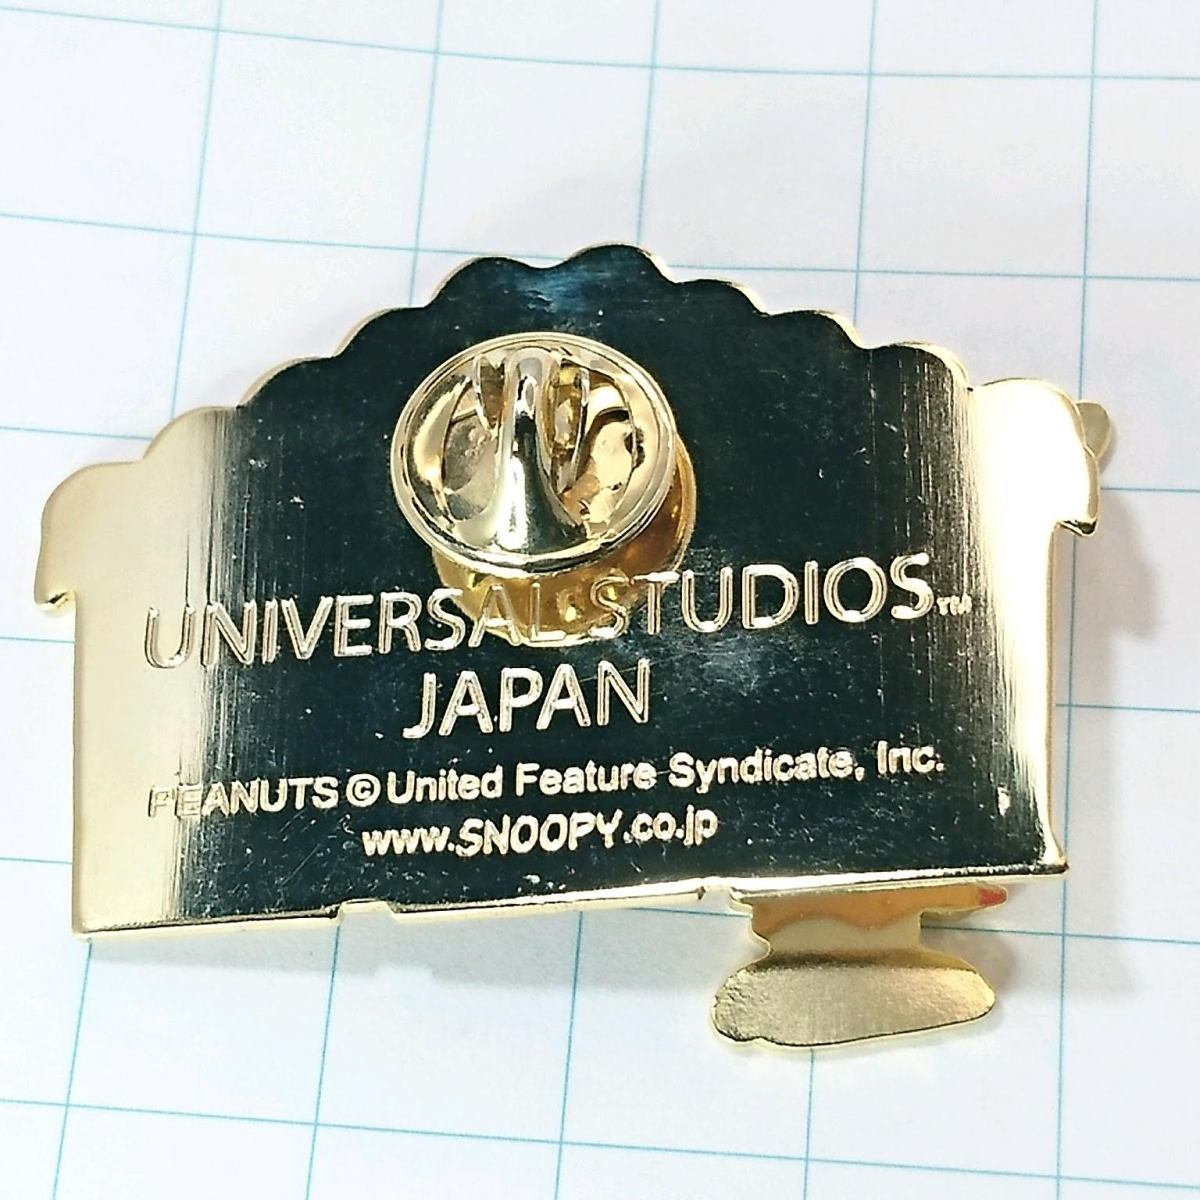 UNIVERSAL STUDIOS™
JAPAN
PEANUTS © United Feature Syndicate, Inc.
www.SNOOPY.co.jp